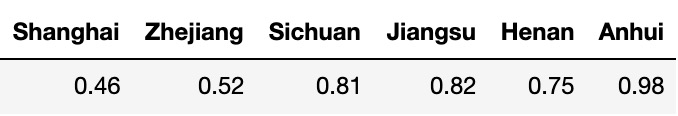 Shanghai Zhejiang Sichuan Jiangsu Henan Anhui
0.46 0.52 0.81 0.82 0.75 0.98